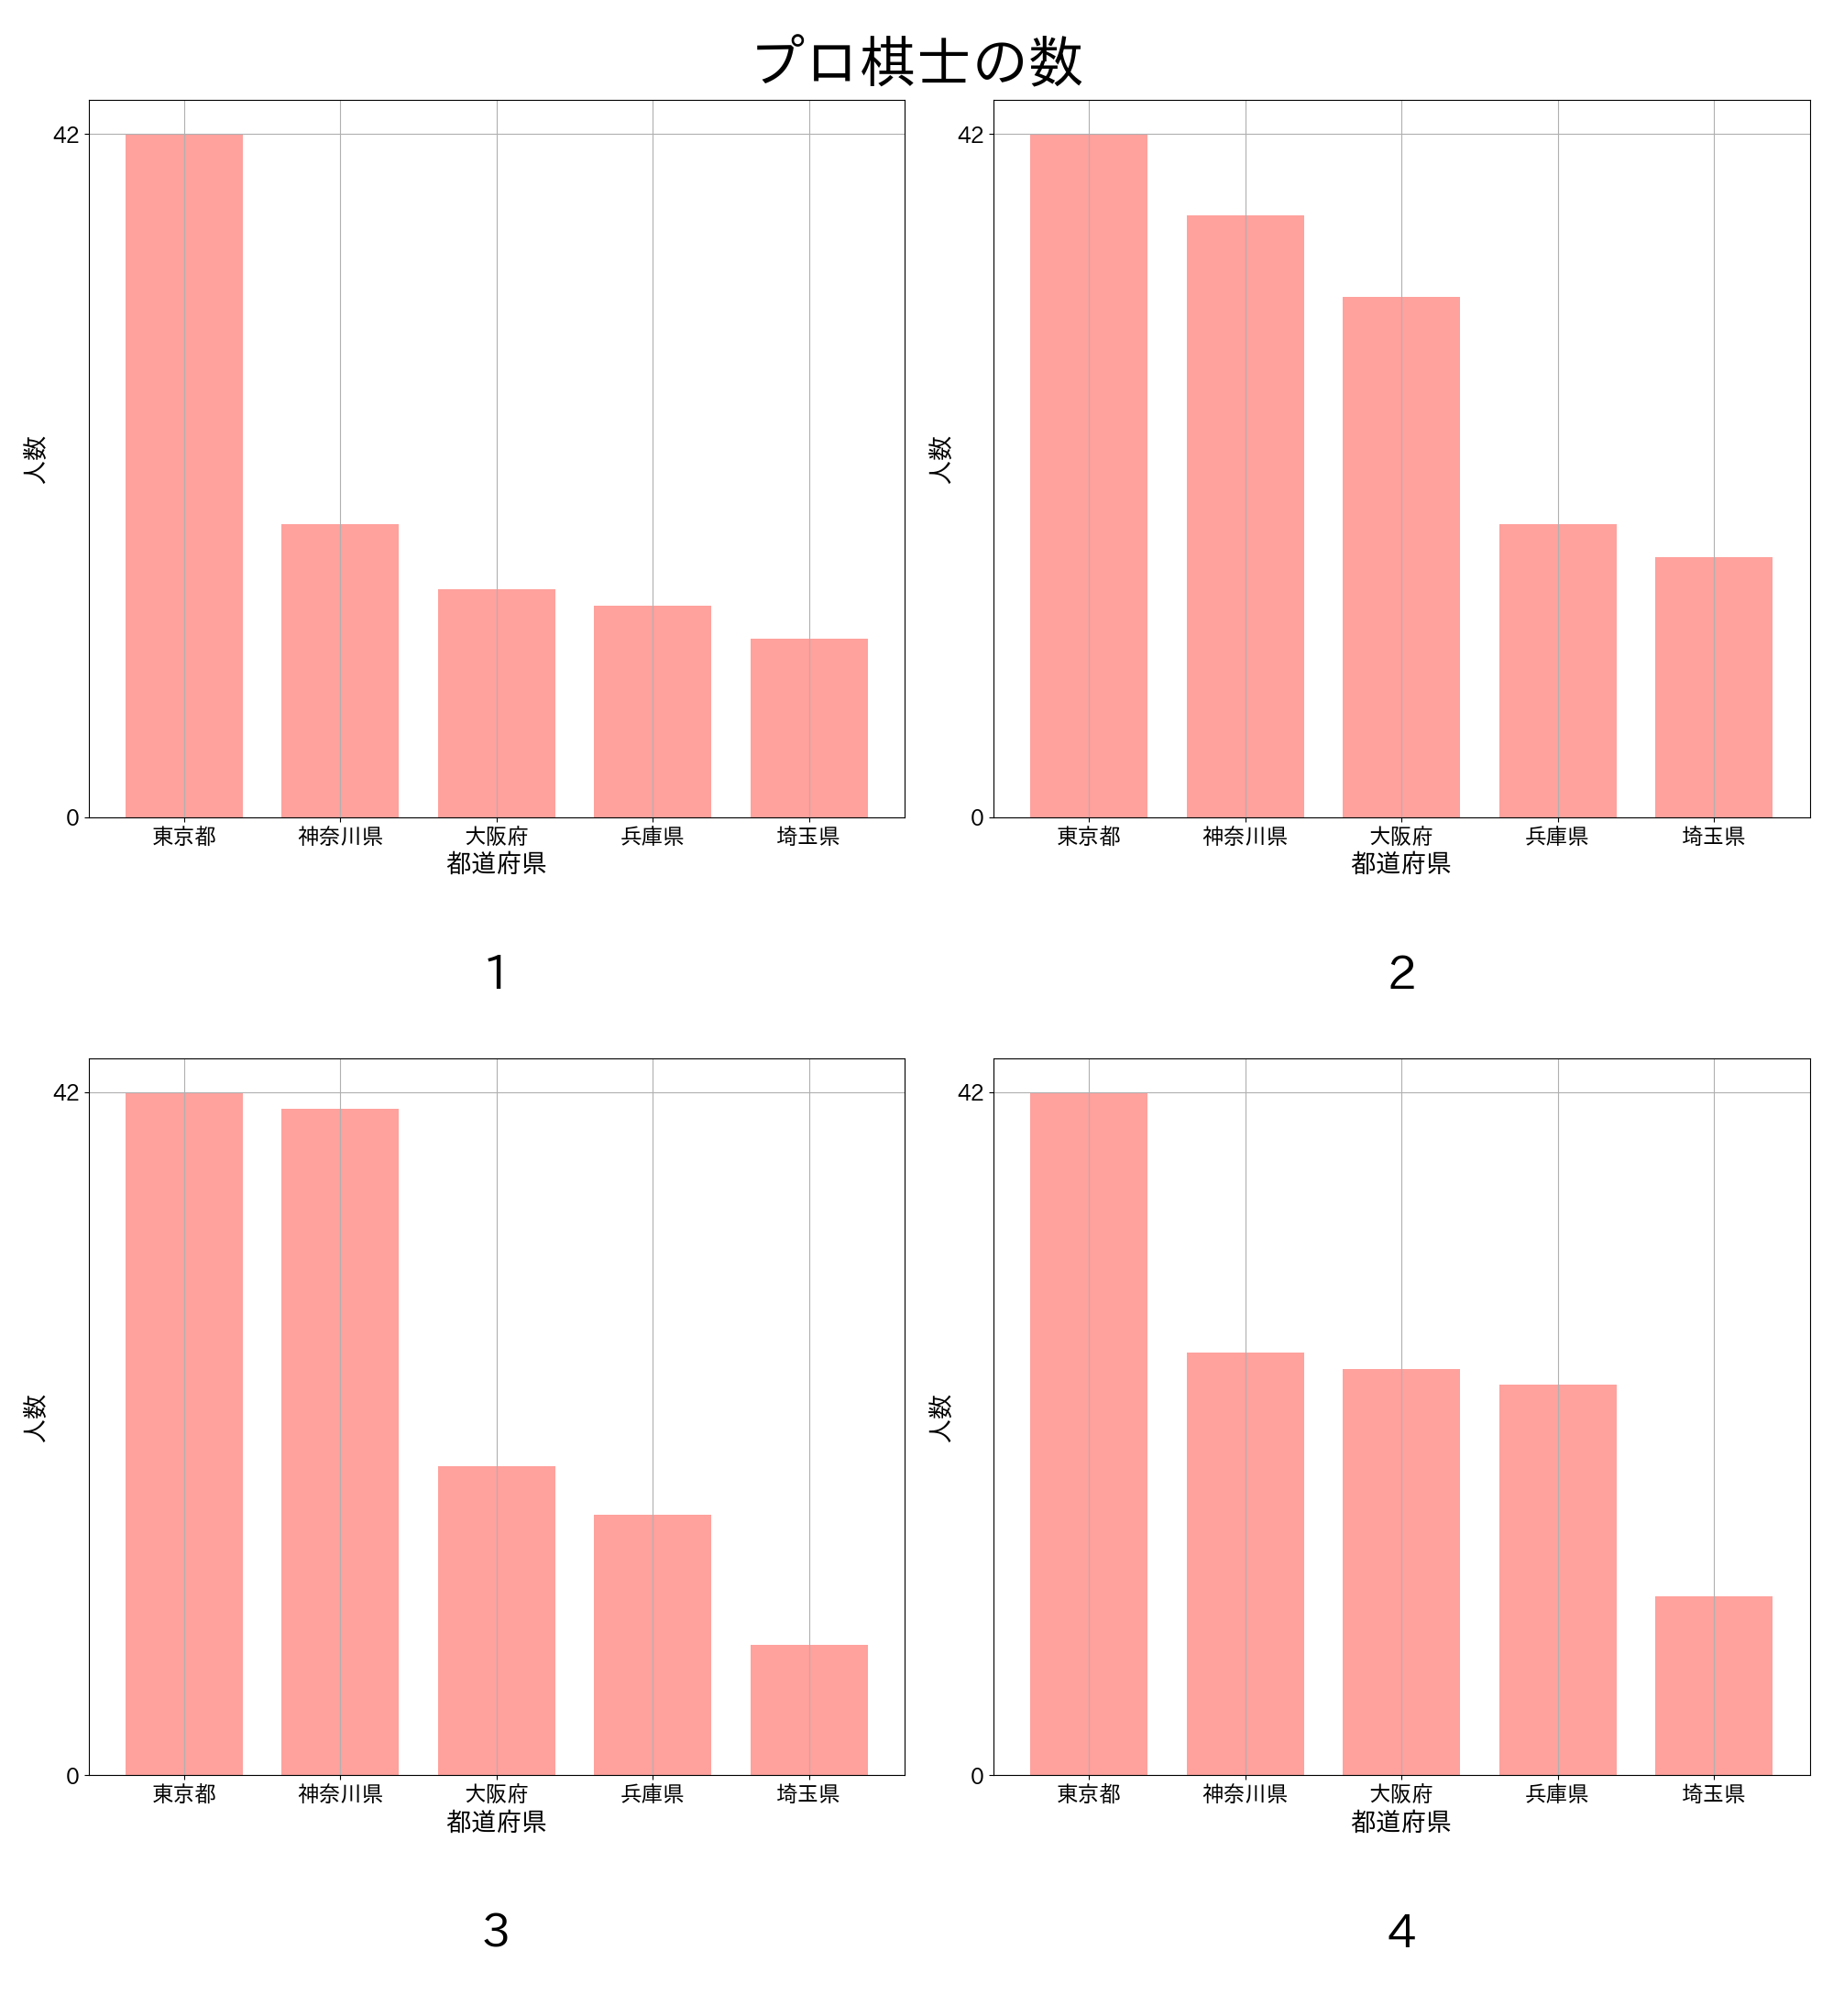 プロ棋士の数
42
0
人数
東京都 神奈川県 大阪府 兵庫県 埼玉県
都道府県
1
42
0
人数
東京都 神奈川県 大阪府 兵庫県 埼玉県
都道府県
2
42
0
人数
東京都 神奈川県 大阪府 兵庫県 埼玉県
都道府県
3
42
0
人数
東京都 神奈川県 大阪府 兵庫県 埼玉県
都道府県
4